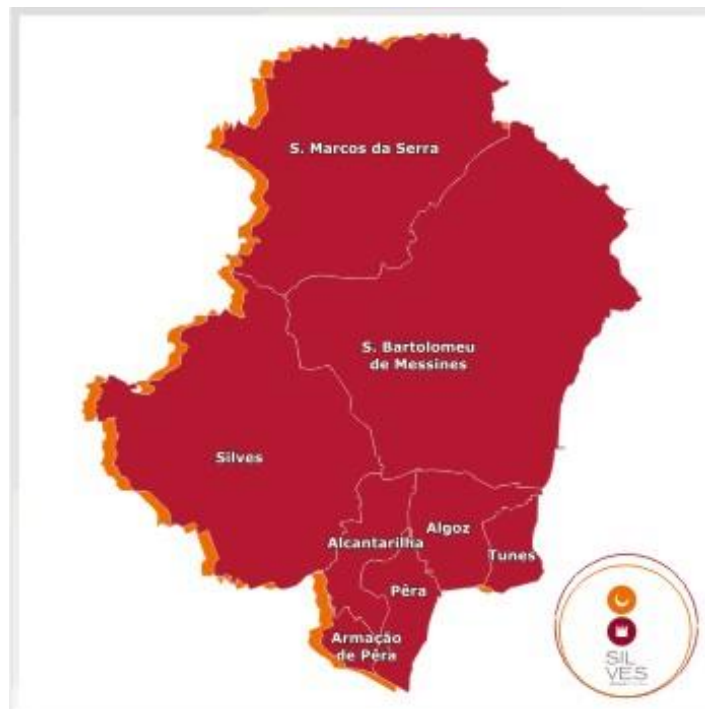 S. Marcos da Serra
S. Bartolomeu
de Messines
Silves
Alcantarilha
Algoz
Tunes
Pêra
Armação
de Pêra
SIL
VES